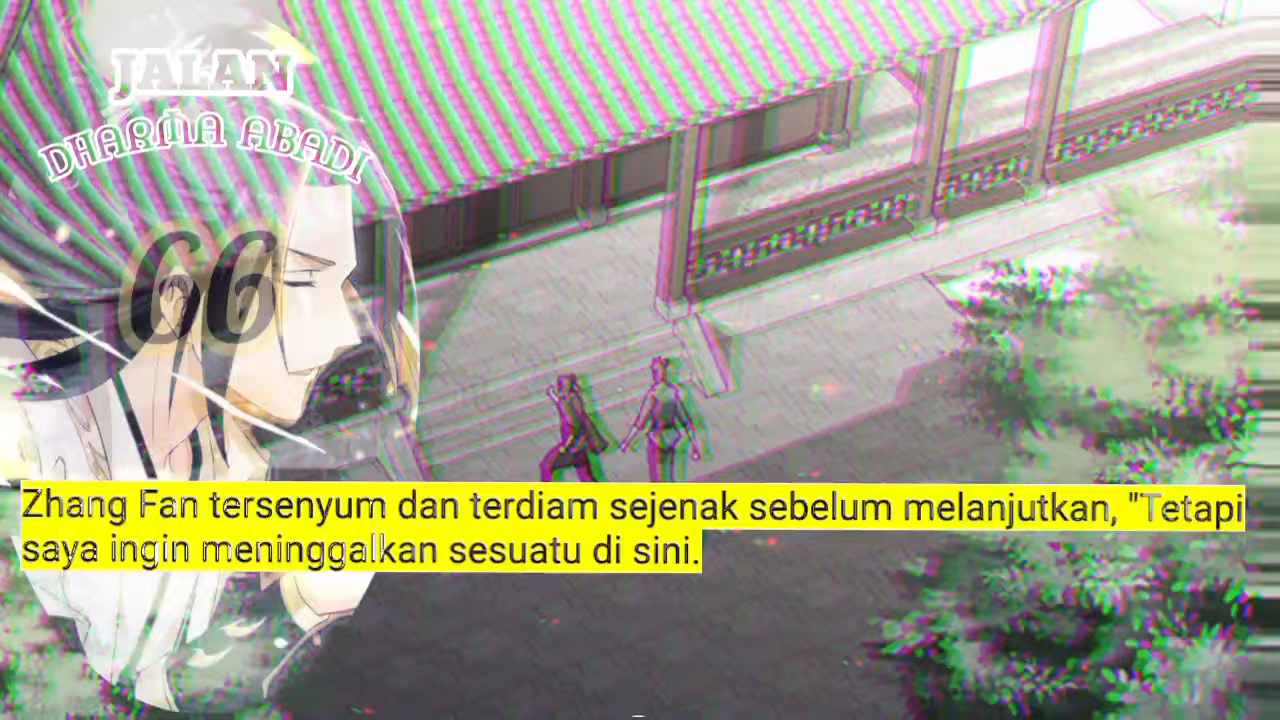 JALAN
DHARMA ABADI
66
Zhang Fan tersenyum dan terdiam sejenak sebelum melanjutkan, "Tetapi
saya ingin meninggalkan sesuatu di sini.